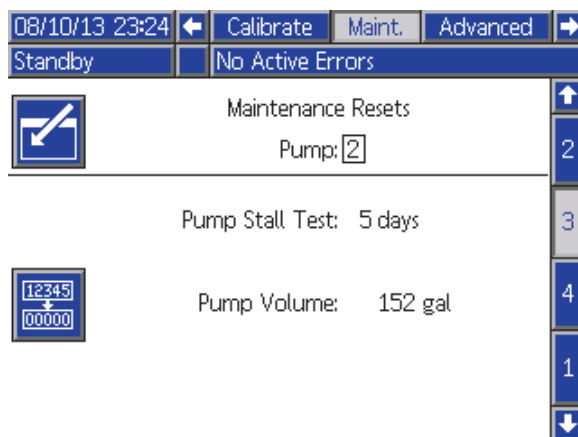 08/10/13 23:24 Calibrate Maint. Advanced
Standby No Active Errors
Maintenance Resets
Pump: 2
2
Pump Stall Test: 5 days
3
12345
00000
Pump Volume: 152 gal
4
1